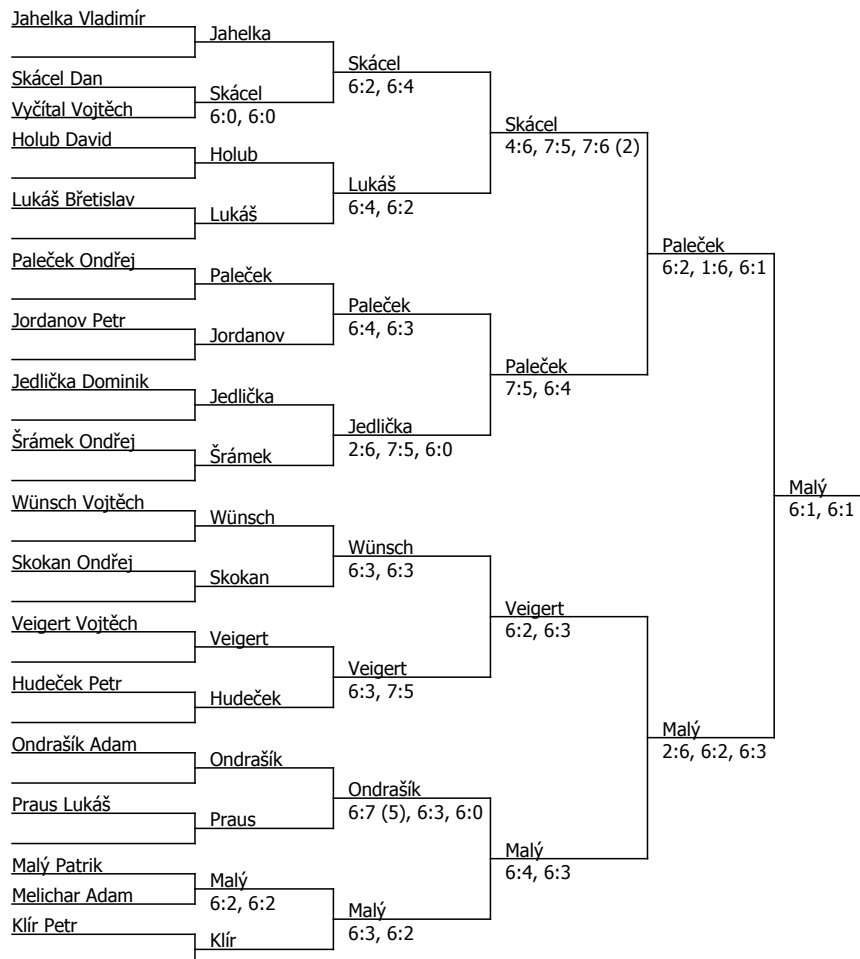 Jahelka Vladimír
Jahelka
Skácel
6:2, 6:4
Skácel Dan
Skácel
6:0, 6:0
Vyčítal Vojtěch
Skácel
4:6, 7:5, 7:6 (2)
Holub David
Holub
Lukáš
6:4, 6:2
Lukáš Břetislav
Lukáš
Paleček
6:2, 1:6, 6:1
Paleček Ondřej
Paleček
Paleček
6:4, 6:3
Jordanov Petr
Jordanov
Paleček
7:5, 6:4
Jedlička Dominik
Jedlička
Jedlička
2:6, 7:5, 6:0
Šrámek Ondřej
Šrámek
Malý
6:1, 6:1
Wünsch Vojtěch
Wünsch
Wünsch
6:3, 6:3
Skokan Ondřej
Skokan
Veigert
6:2, 6:3
Veigert Vojtěch
Veigert
Veigert
6:3, 7:5
Hudeček Petr
Hudeček
Malý
2:6, 6:2, 6:3
Ondrašík Adam
Ondrašík
Ondrašík
6:7 (5), 6:3, 6:0
Praus Lukáš
Praus
Malý
6:4, 6:3
Malý Patrik
Malý
6:2, 6:2
Melichar Adam
Malý
6:3, 6:2
Klír Petr
Klír